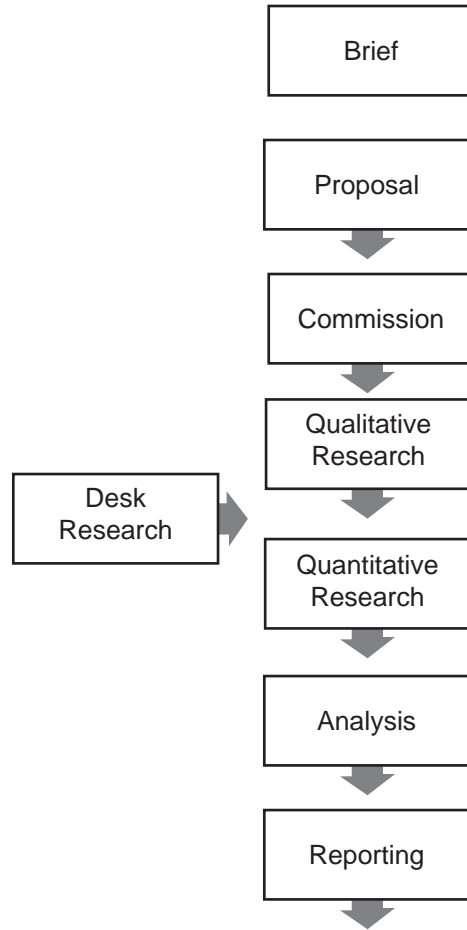 Brief
Proposal
Commission
Qualitative
Research
Desk
Research
Quantitative
Research
Analysis
Reporting